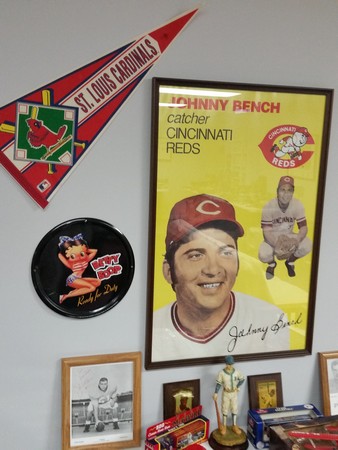 ST. LOUIS CARDINALS
JOHNNY BENCH
catcher
CINCINNATI
REDS
CINCINNATI
REDS
BETTY
BOOP
Ready for Duty
Johnny Bench